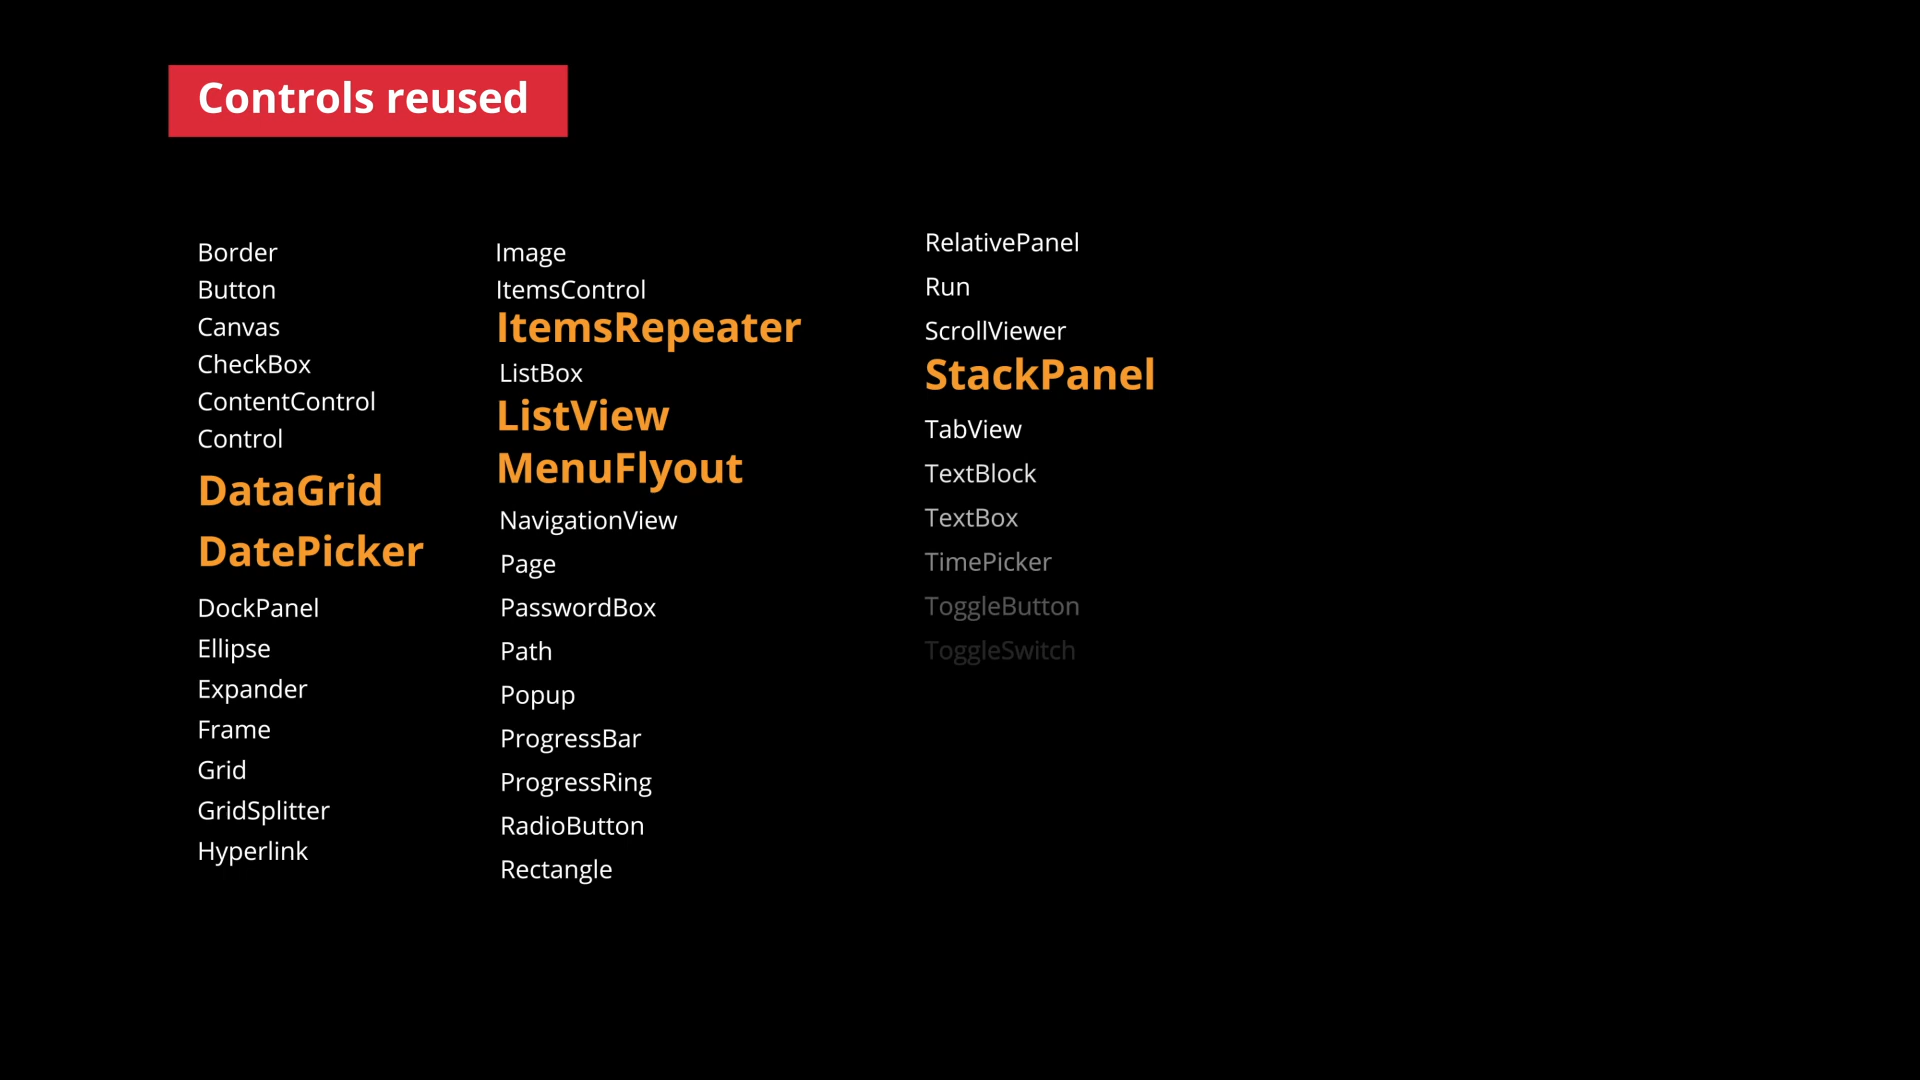 Controls reused
Border
Button
Canvas
CheckBox
ContentControl
Control
DataGrid
DatePicker
DockPanel
Ellipse
Expander
Frame
Grid
GridSplitter
Hyperlink
Image
ItemsControl
ItemsRepeater
ListBox
ListView
MenuFlyout
NavigationView
Page
PasswordBox
Path
Popup
ProgressBar
ProgressRing
RadioButton
Rectangle
RelativePanel
Run
ScrollViewer
StackPanel
TabView
TextBlock
TextBox
TimePicker
ToggleButton
ToggleSwitch